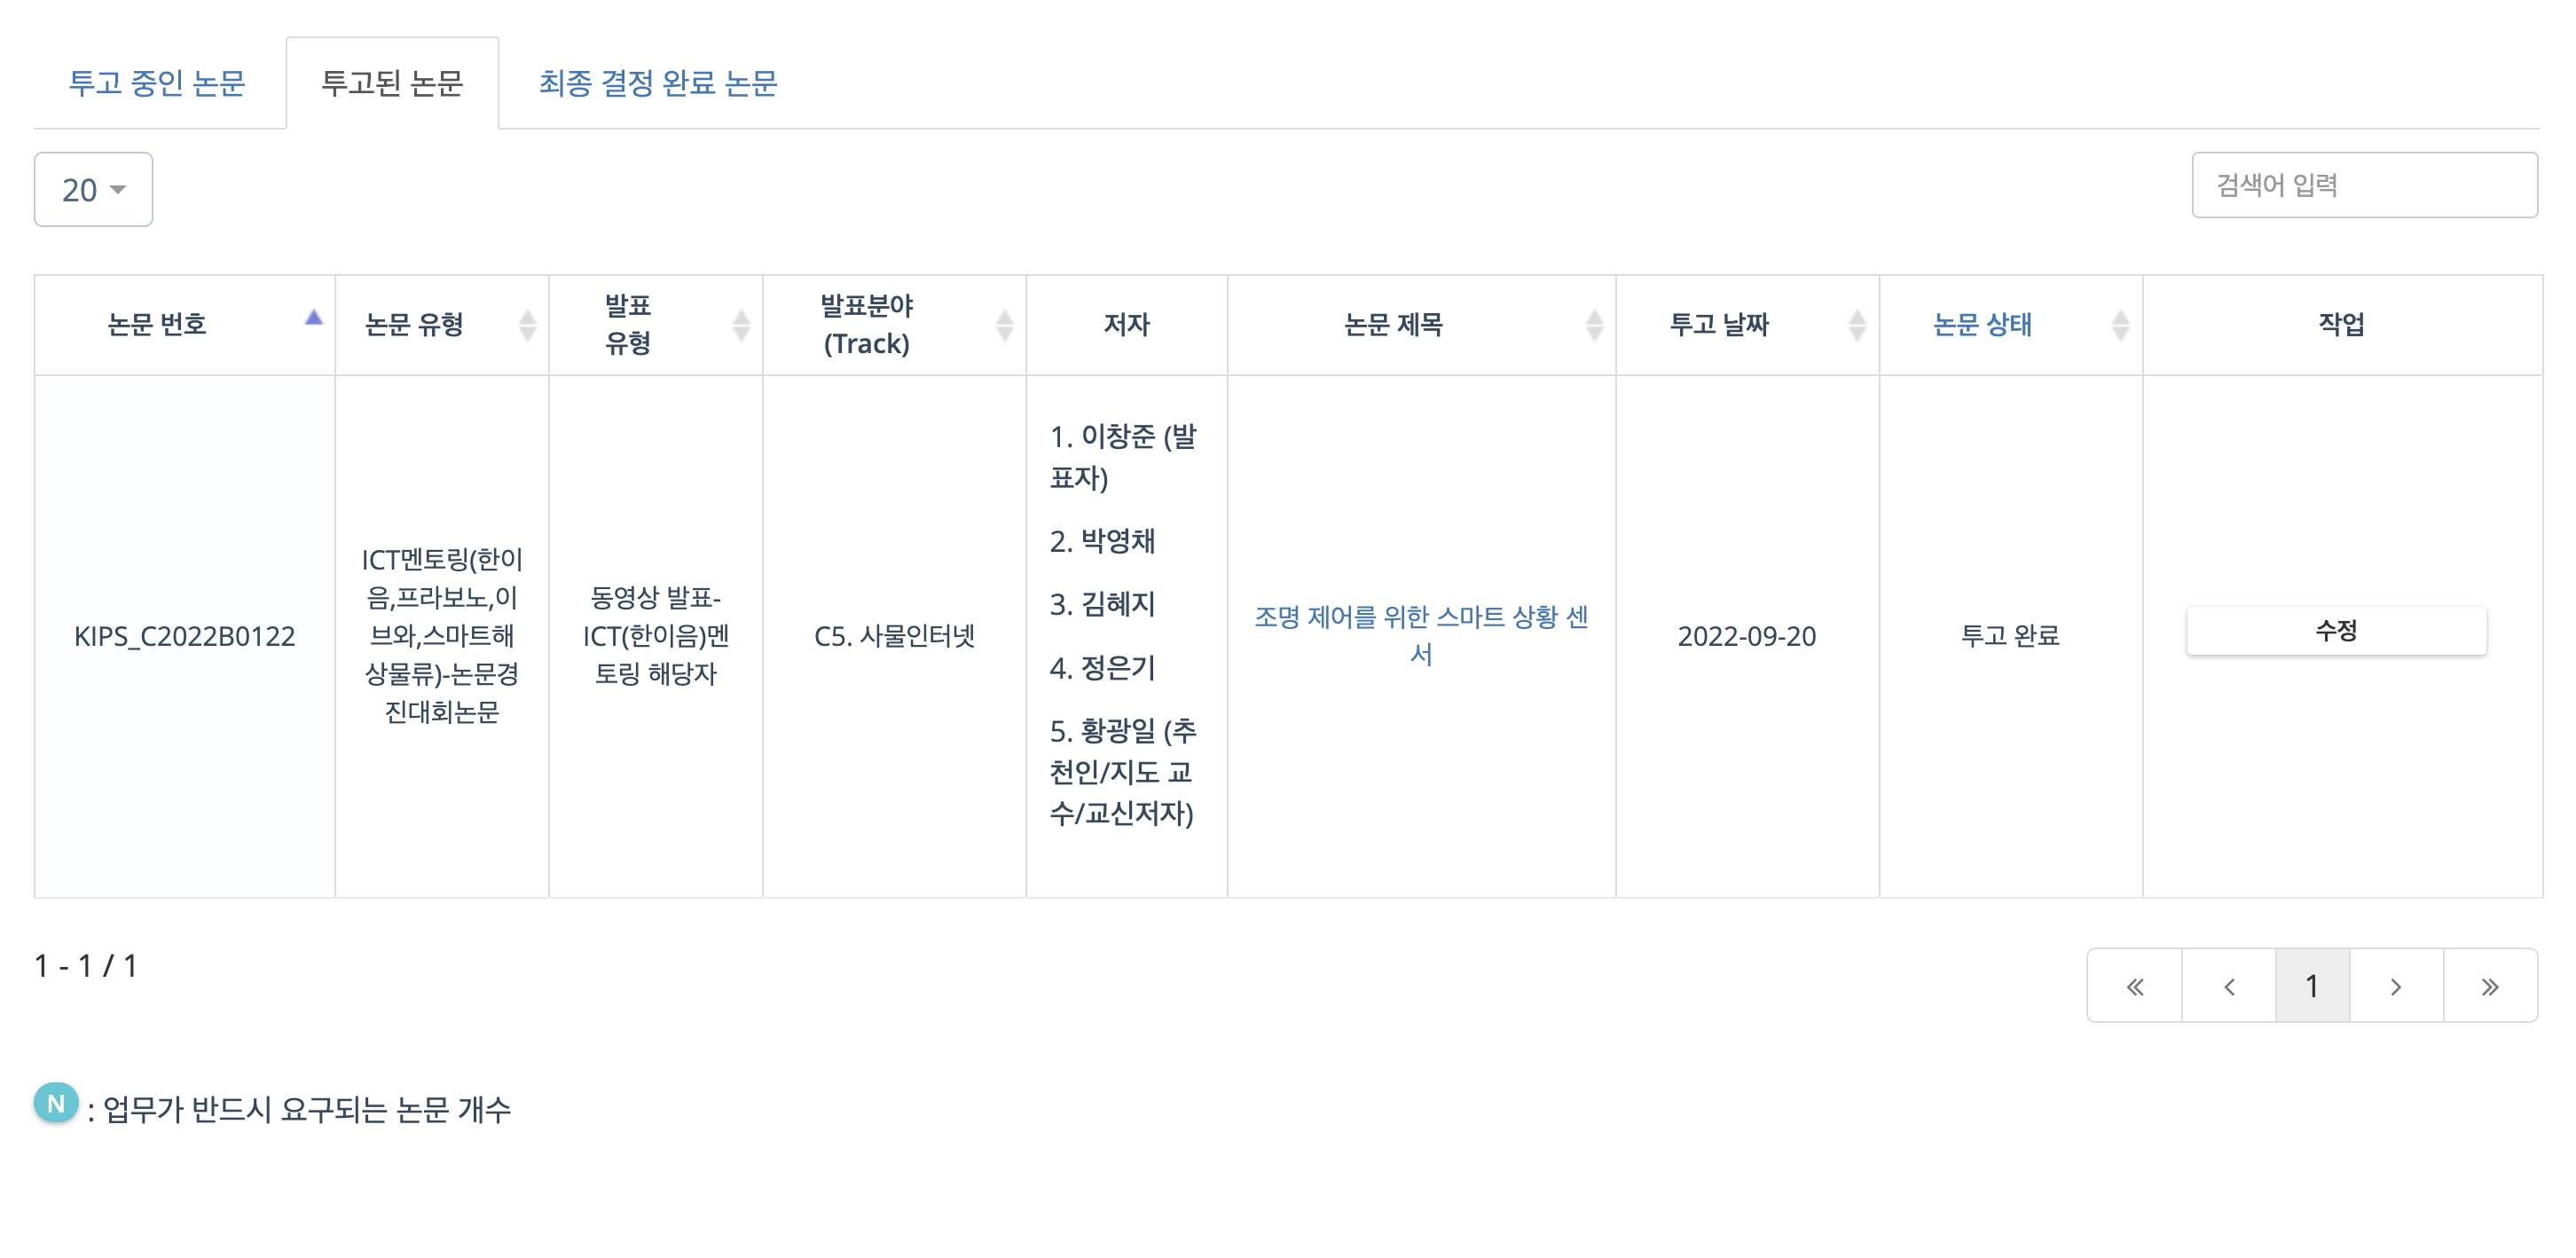 투고 중인 논문
투고된 논문
최종 결정 완료 논문
20
검색어 입력
논문 번호
논문 유형
발표
유형
발표분야
(Track)
저자
논문 제목
투고 날짜
논문 상태
작업
KIPS_C2022B0122
ICT멘토링(한이
음,프라보노,이
브와,스마트해
상물류)-논문경
진대회논문
동영상 발표-
ICT(한이음)멘
토링 해당자
C5. 사물인터넷
1. 이창준 (발
표자)
2. 박영채
3. 김혜지
4. 정은기
5. 황광일 (추
천인/지도 교
수/교신저자)
조명 제어를 위한 스마트 상황 센
서
2022-09-20
투고 완료
수정
1 - 1 / 1
« ‹ 1 › »
N : 업무가 반드시 요구되는 논문 개수